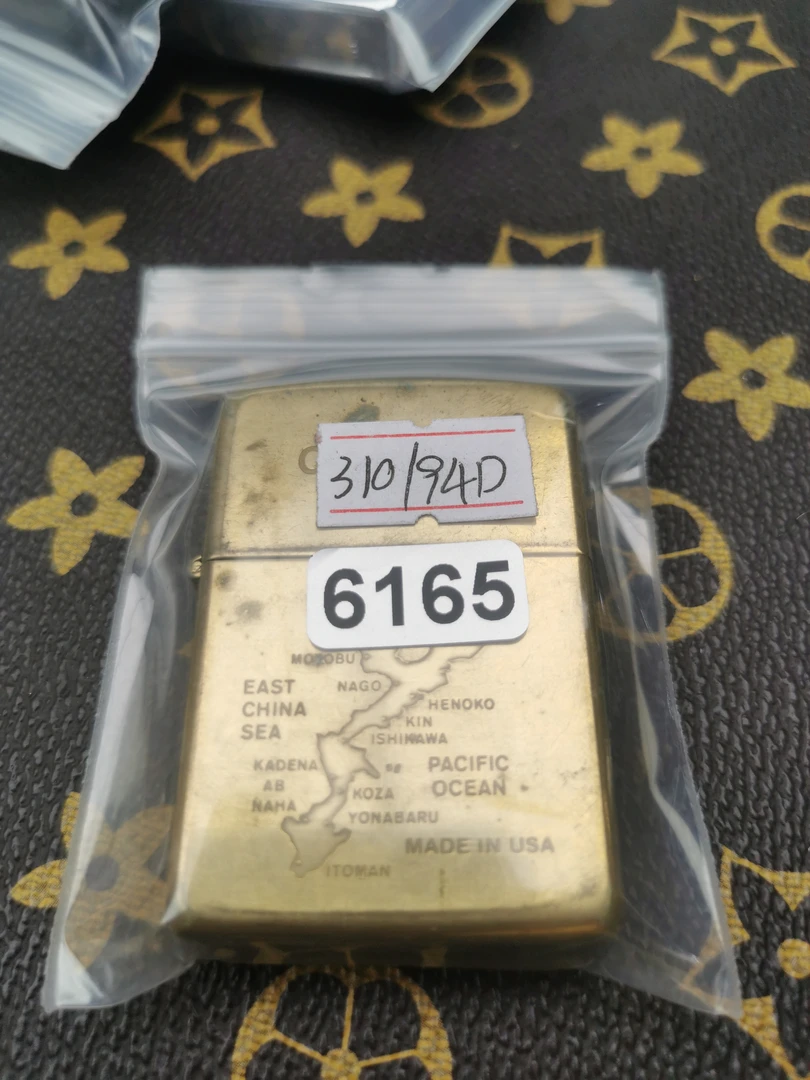 310/94D
6165
MOTOBU
EAST
CHINA
SEA
NAGO
HENOKO
KIN
ISHIKAWA
KADENA
AB
PACIFIC
OCEAN
KOZA
NAHA
YONABARU
MADE IN USA
ITOMAN